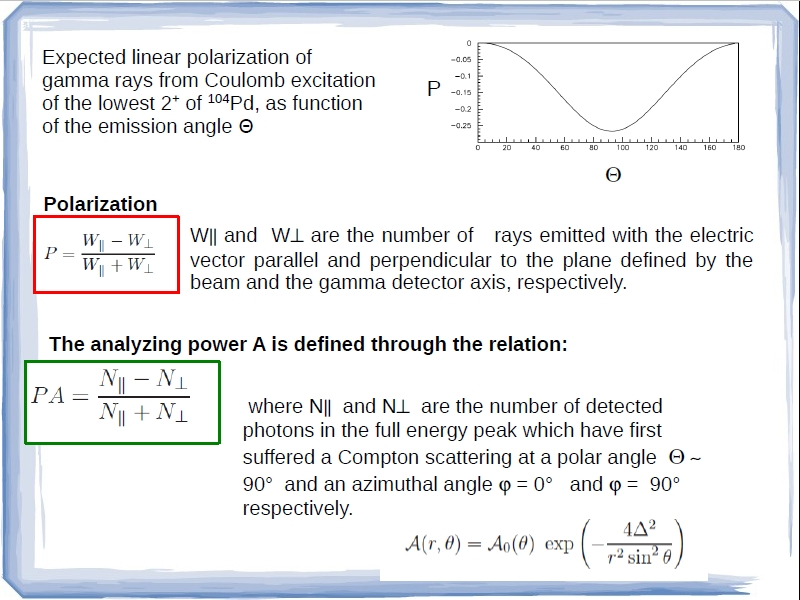 Expected linear polarization of
gamma rays from Coulomb excitation
of the lowest 2⁺ of ¹⁰⁴Pd, as function
of the emission angle Θ
P
0
−0.05
−0.1
−0.15
−0.2
−0.25
0 20 40 60 80 100 120 140 160 180
Θ
Polarization
P = (W∥ − W⊥) / (W∥ + W⊥)
W∥ and W⊥ are the number of rays emitted with the electric
vector parallel and perpendicular to the plane defined by the
beam and the gamma detector axis, respectively.
The analyzing power A is defined through the relation:
PA = (N∥ − N⊥) / (N∥ + N⊥)
where N∥ and N⊥ are the number of detected
photons in the full energy peak which have first
suffered a Compton scattering at a polar angle Θ ~
90° and an azimuthal angle φ = 0° and φ = 90°
respectively.
𝒜(r, θ) = 𝒜₀(θ) exp (− 4Δ² / r² sin² θ)